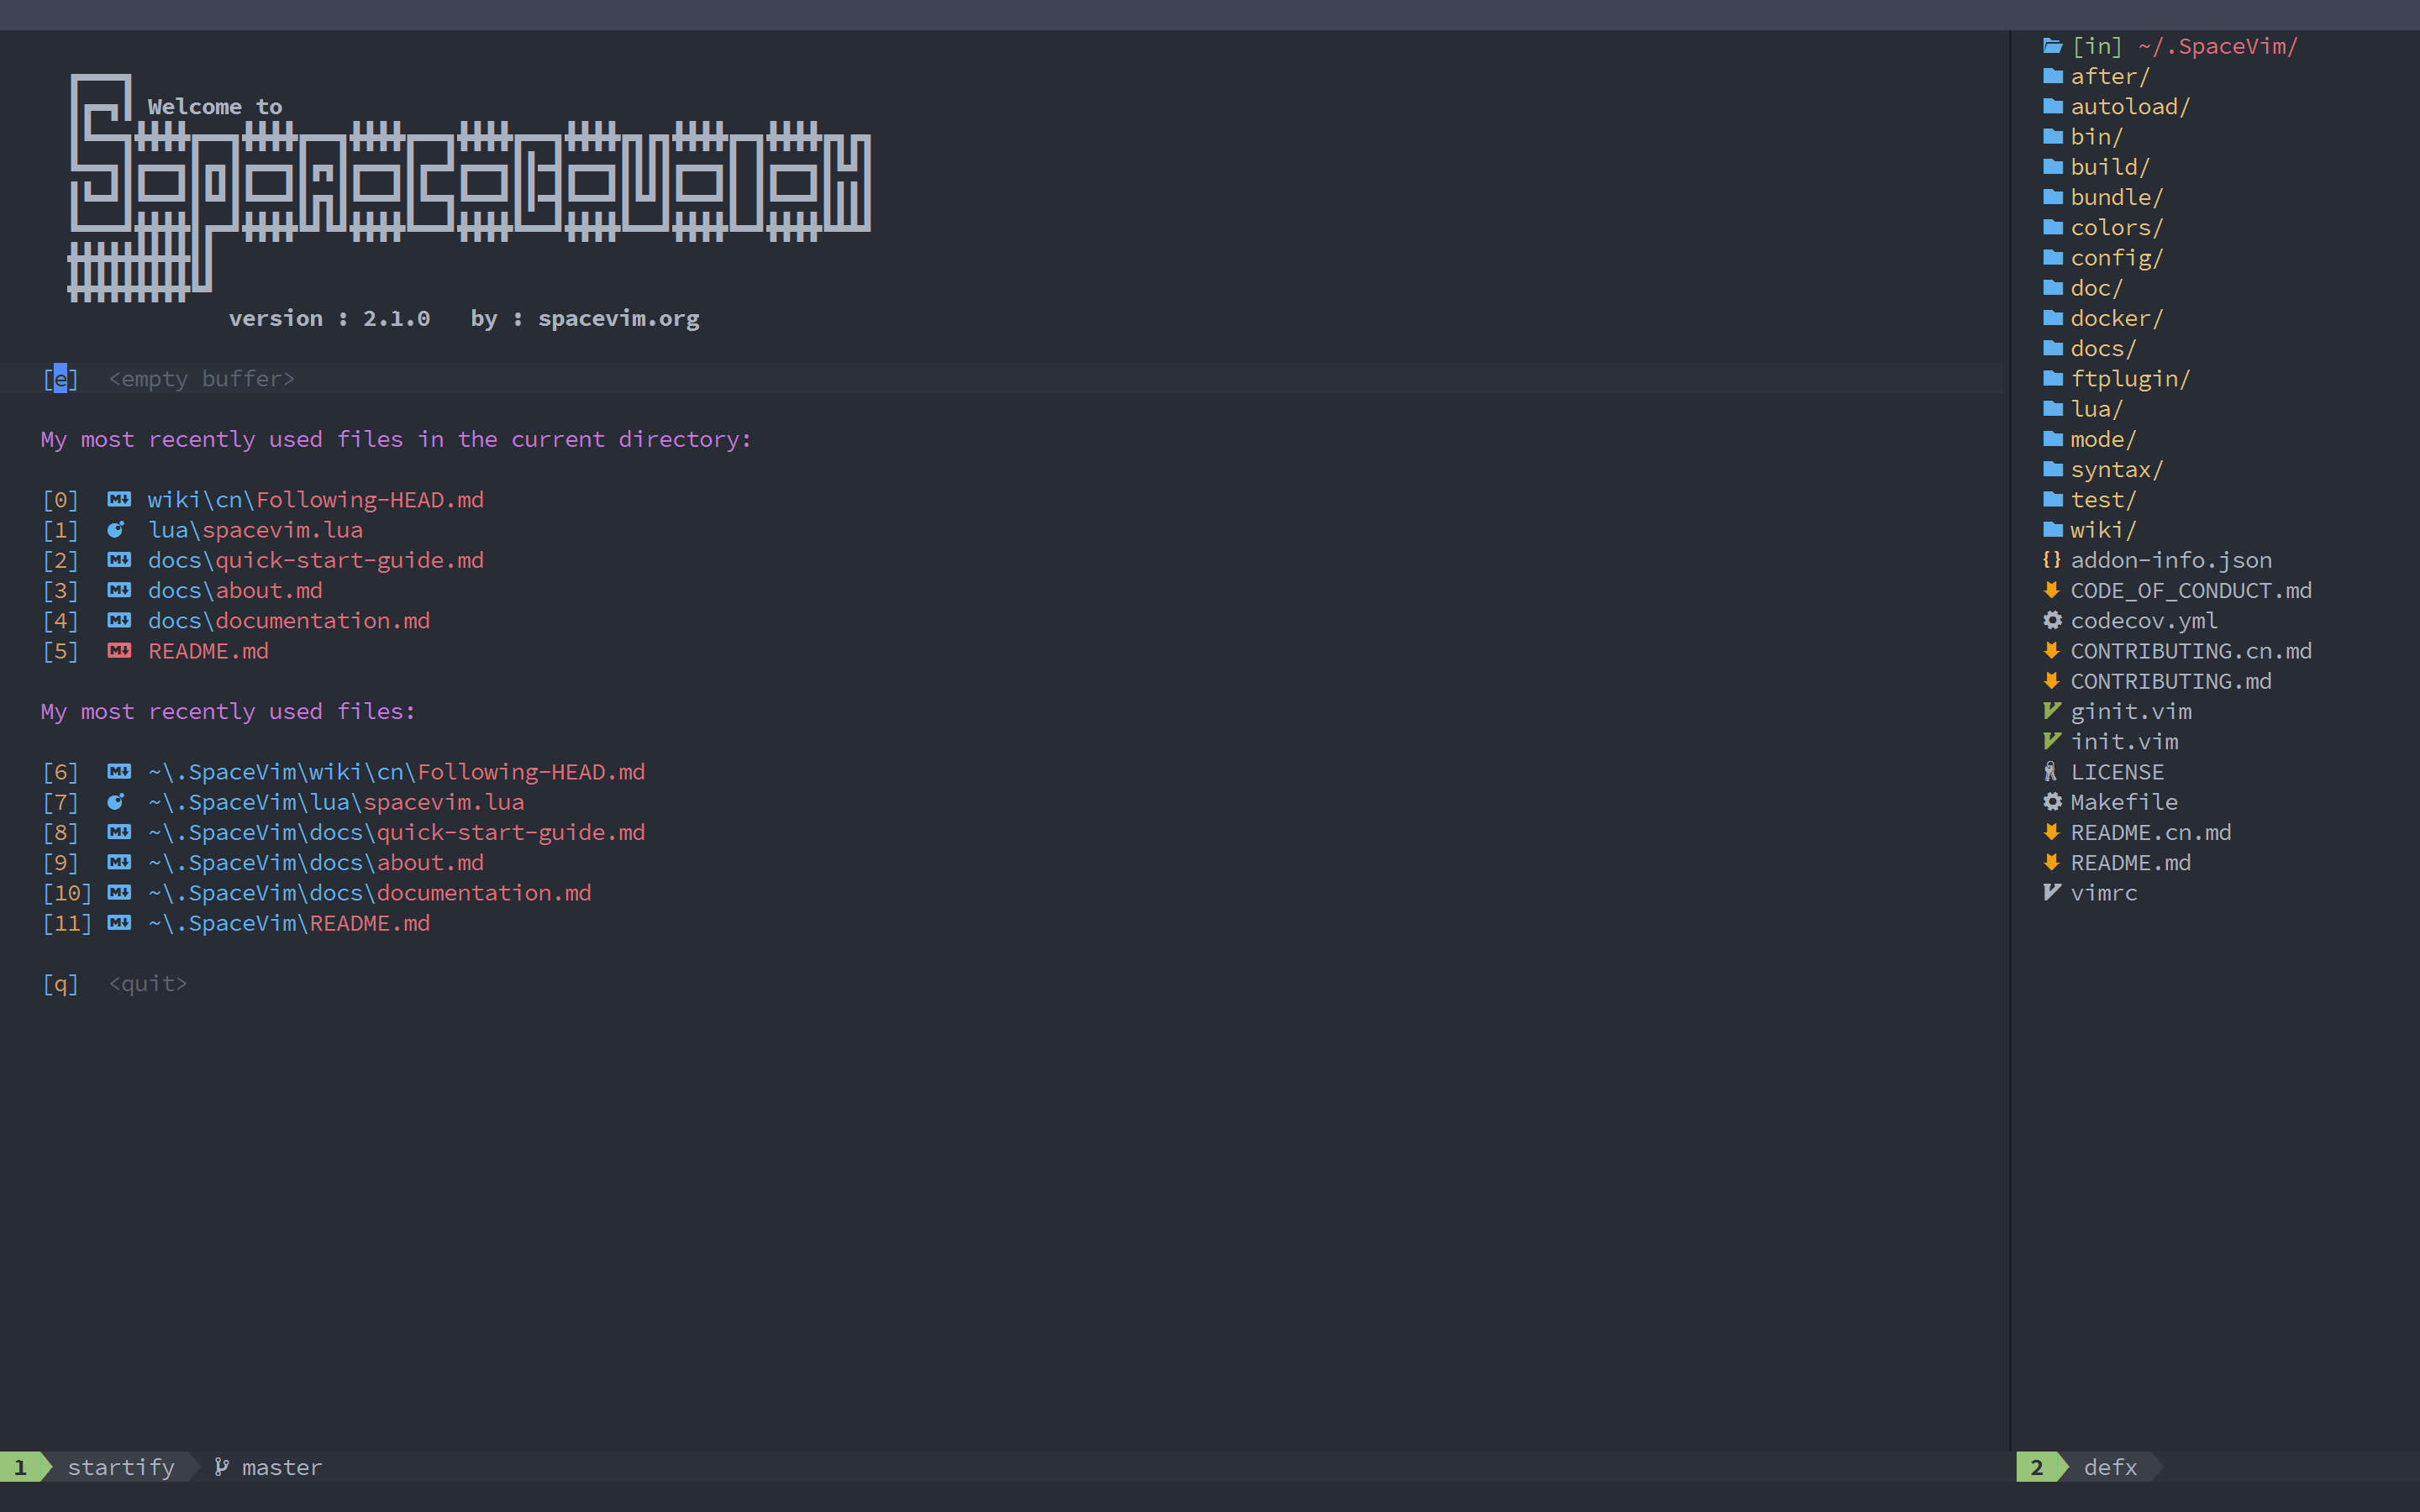 Welcome to
SpaceVim
version : 2.1.0   by : spacevim.org
[e]  <empty buffer>
My most recently used files in the current directory:
[0]  wiki\cn\Following-HEAD.md
[1]  lua\spacevim.lua
[2]  docs\quick-start-guide.md
[3]  docs\about.md
[4]  docs\documentation.md
[5]  README.md
My most recently used files:
[6]  ~\.SpaceVim\wiki\cn\Following-HEAD.md
[7]  ~\.SpaceVim\lua\spacevim.lua
[8]  ~\.SpaceVim\docs\quick-start-guide.md
[9]  ~\.SpaceVim\docs\about.md
[10] ~\.SpaceVim\docs\documentation.md
[11] ~\.SpaceVim\README.md
[q]  <quit>
1 startify master
[in] ~/.SpaceVim/
after/
autoload/
bin/
build/
bundle/
colors/
config/
doc/
docker/
docs/
ftplugin/
lua/
mode/
syntax/
test/
wiki/
addon-info.json
CODE_OF_CONDUCT.md
codecov.yml
CONTRIBUTING.cn.md
CONTRIBUTING.md
ginit.vim
init.vim
LICENSE
Makefile
README.cn.md
README.md
vimrc
2 defx